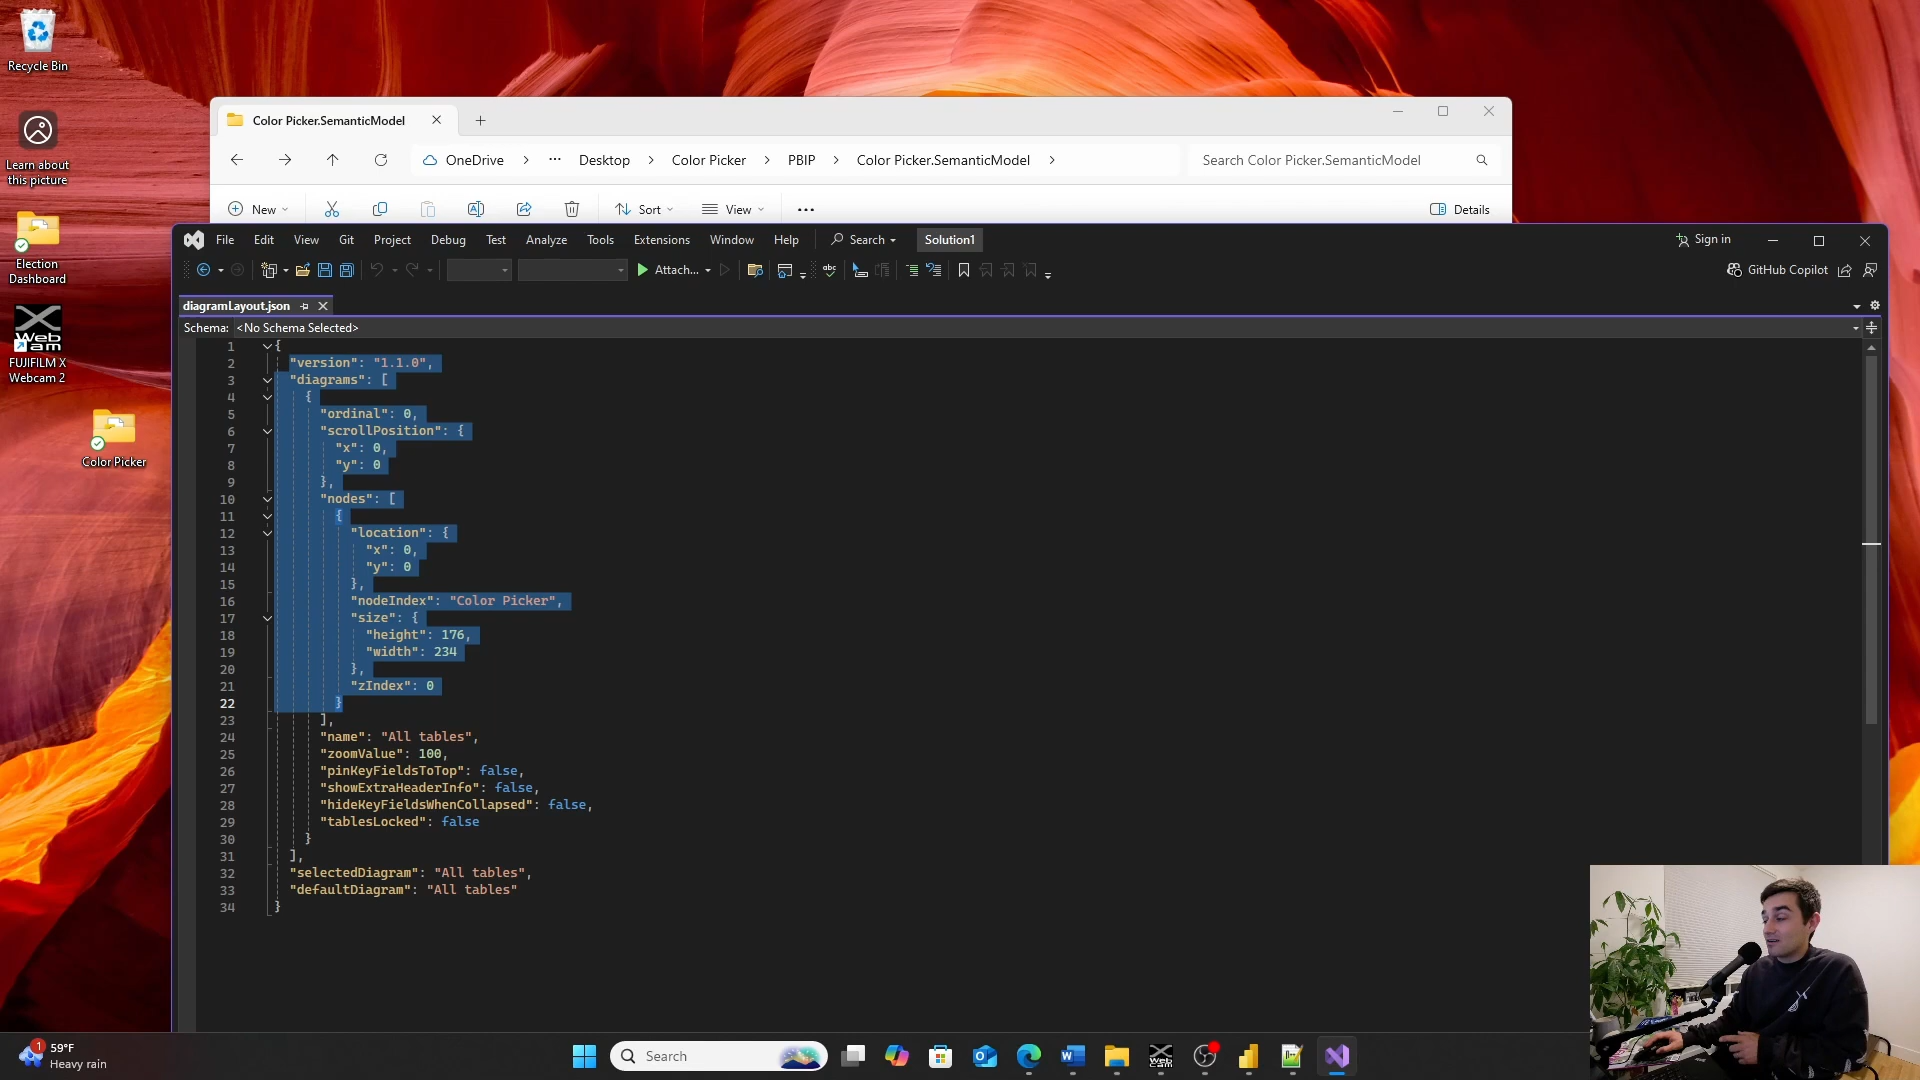 Recycle Bin
Learn about
this picture
Election
Dashboard
Web
cam
FUJIFILM X
Webcam 2
Color Picker
Color Picker.SemanticModel
OneDrive > ... Desktop > Color Picker > PBIP > Color Picker.SemanticModel >
Search Color Picker.SemanticModel
New
Sort
View
...
Details
File Edit View Git Project Debug Test Analyze Tools Extensions Window Help Search Solution1
Sign in
Attach...
abc
GitHub Copilot
diagramLayout.json
Schema: <No Schema Selected>
1 {
2 "version": "1.1.0",
3 "diagrams": [
4 {
5 "ordinal": 0,
6 "scrollPosition": {
7 "x": 0,
8 "y": 0
9 },
10 "nodes": [
11 {
12 "location": {
13 "x": 0,
14 "y": 0
15 },
16 "nodeIndex": "Color Picker",
17 "size": {
18 "height": 176,
19 "width": 234
20 },
21 "zIndex": 0
22 }
23 ],
24 "name": "All tables",
25 "zoomValue": 100,
26 "pinKeyFieldsToTop": false,
27 "showExtraHeaderInfo": false,
28 "hideKeyFieldsWhenCollapsed": false,
29 "tablesLocked": false
30 }
31 ],
32 "selectedDiagram": "All tables",
33 "defaultDiagram": "All tables"
34 }
1
59°F
Heavy rain
Search
Web
cam